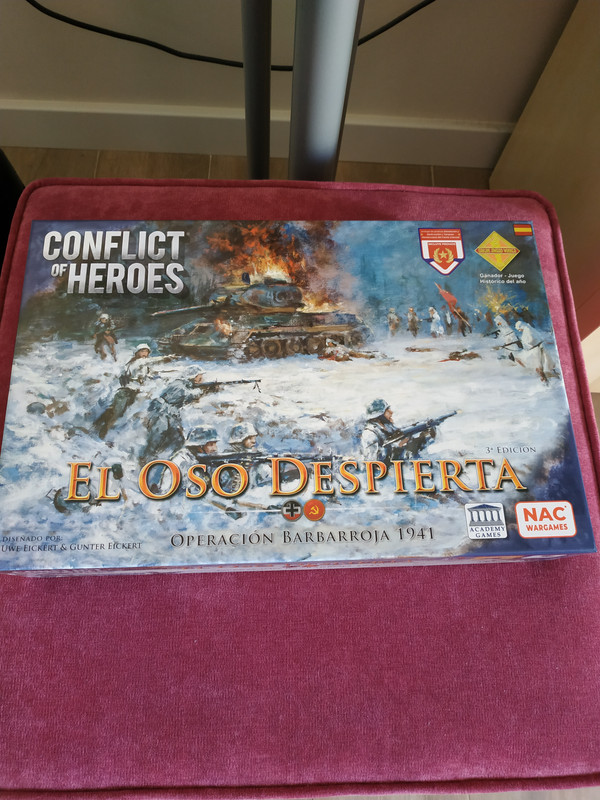 CONFLICT
OF HEROES
Ganador - Juego
Histórico del año
3ª EDICIÓN
EL OSO DESPIERTA
OPERACIÓN BARBARROJA 1941
DISEÑADO POR:
UWE EICKERT & GUNTER EICKERT
ACADEMY
GAMES
NAC
WARGAMES